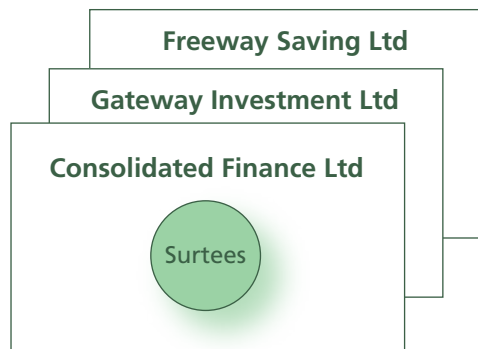 Freeway Saving Ltd
Gateway Investment Ltd
Consolidated Finance Ltd
Surtees